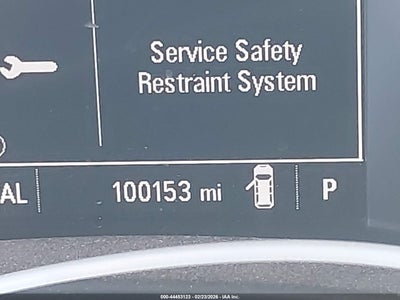 Service Safety
Restraint System
AL
100153 mi
P
000-44453123 - 02/23/2026 - IAA Inc.